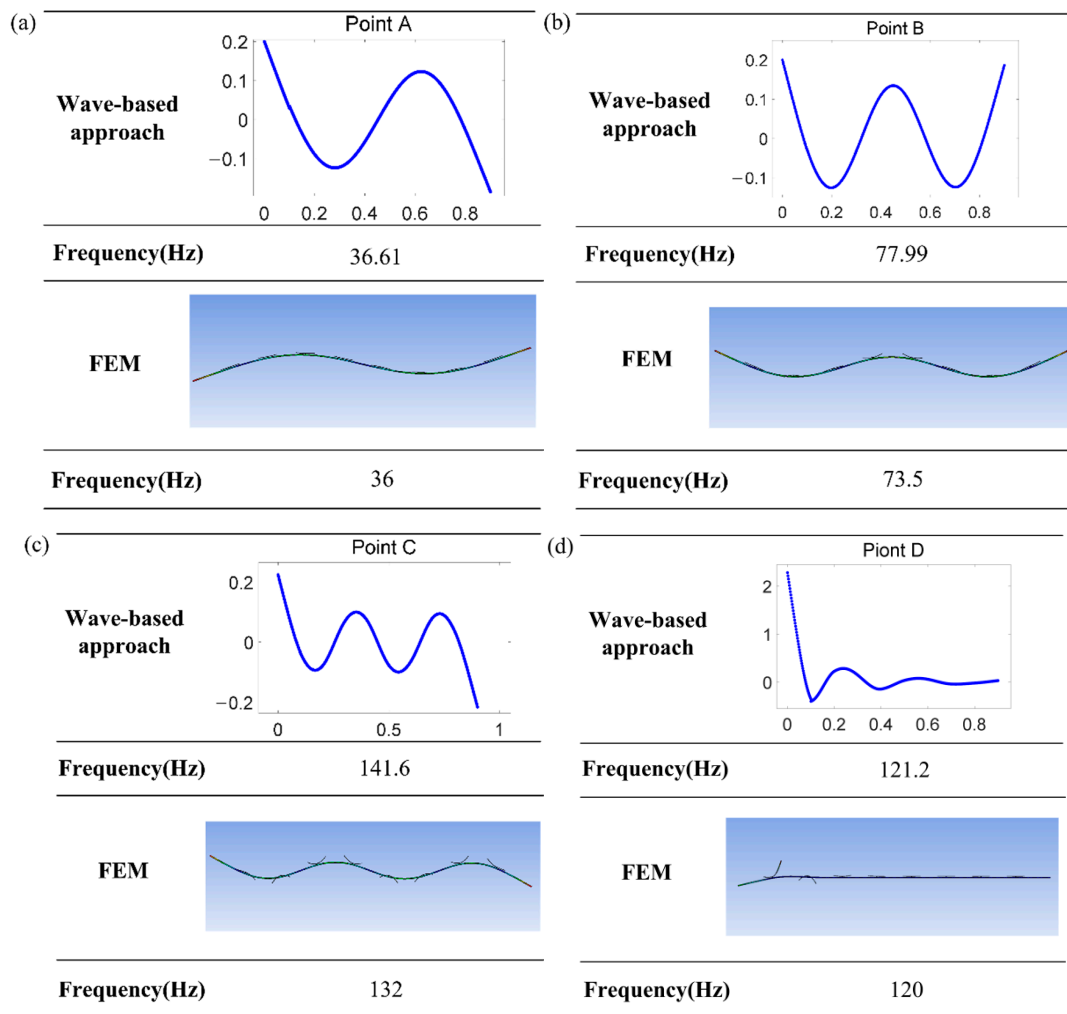 (a)
Point A
Wave-based
approach
0.2
0.1
0
−0.1
0 0.2 0.4 0.6 0.8
Frequency(Hz) 36.61
FEM
Frequency(Hz) 36
(b)
Point B
Wave-based
approach
0.2
0.1
0
−0.1
0 0.2 0.4 0.6 0.8
Frequency(Hz) 77.99
FEM
Frequency(Hz) 73.5
(c)
Point C
Wave-based
approach
0.2
0
−0.2
0 0.5 1
Frequency(Hz) 141.6
FEM
Frequency(Hz) 132
(d)
Piont D
Wave-based
approach
2
1
0
0 0.2 0.4 0.6 0.8
Frequency(Hz) 121.2
FEM
Frequency(Hz) 120